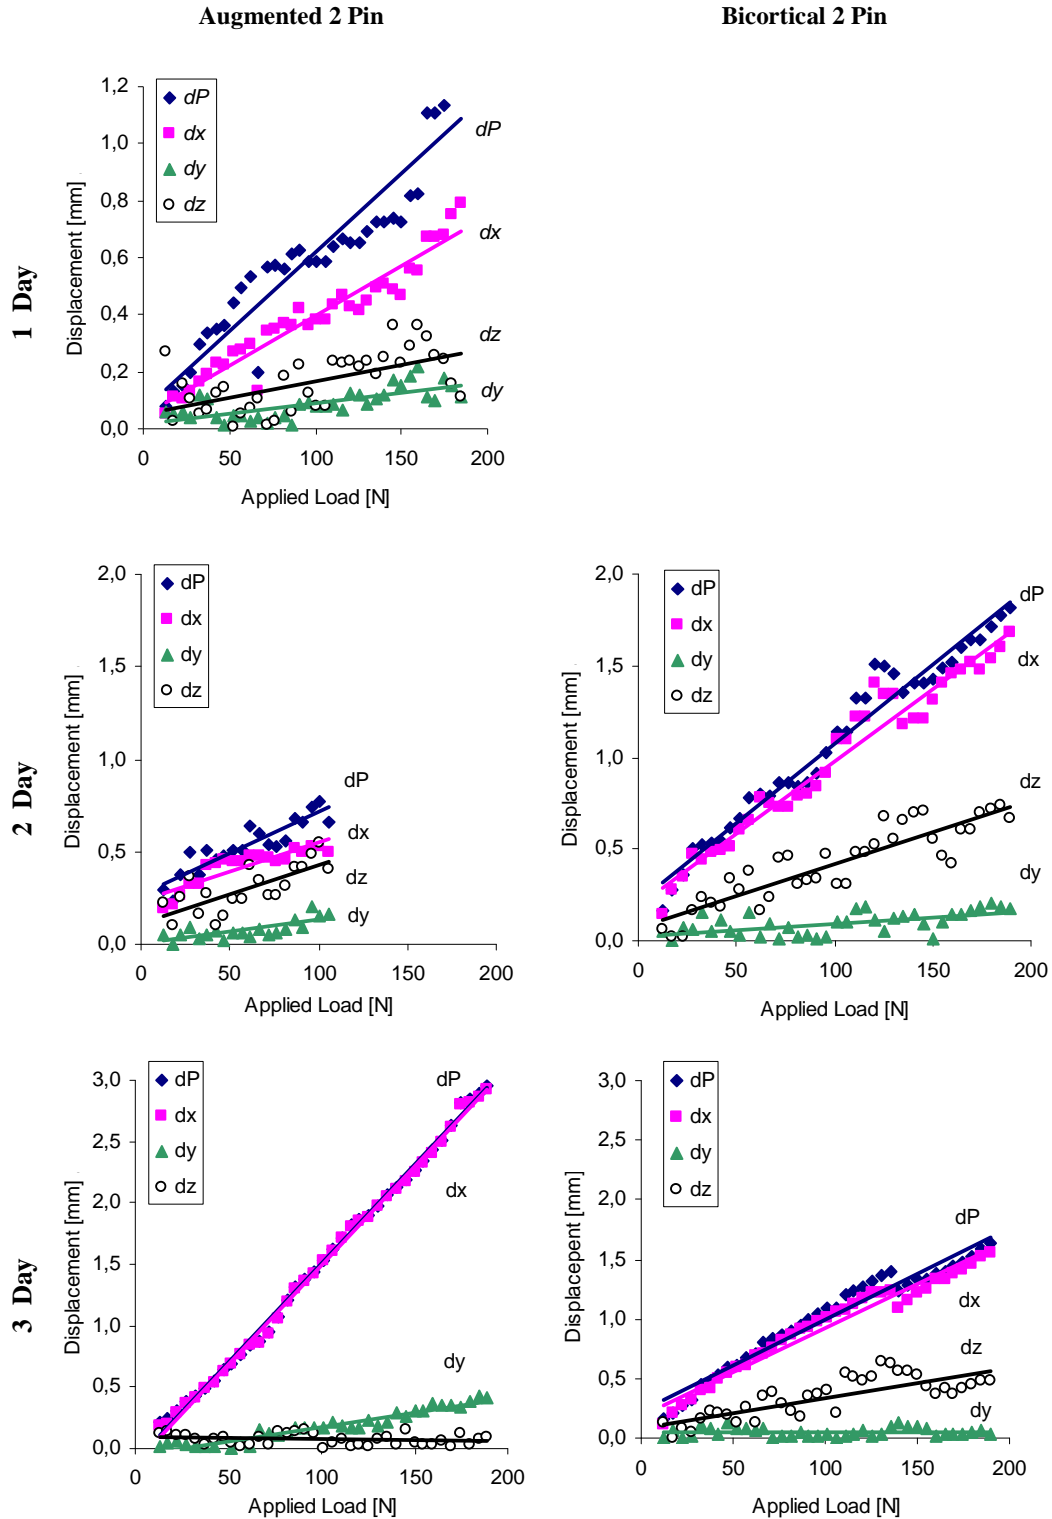 Augmented 2 Pin
Bicortical 2 Pin
1 Day
1,2
1,0
0,8
0,6
0,4
0,2
0,0
Displacement [mm]
dP
dx
dy
dz
dP
dx
dz
dy
0 50 100 150 200
Applied Load [N]
2 Day
2,0
1,5
1,0
0,5
0,0
Displacement [mm]
dP
dx
dy
dz
dP
dx
dz
dy
0 50 100 150 200
Applied Load [N]
2,0
1,5
1,0
0,5
0,0
Displacement [mm]
dP
dx
dy
dz
dP
dx
dz
dy
0 50 100 150 200
Applied Load [N]
3 Day
3,0
2,5
2,0
1,5
1,0
0,5
0,0
Displacement [mm]
dP
dx
dy
dz
dP
dx
dy
0 50 100 150 200
Applied Load [N]
3,0
2,5
2,0
1,5
1,0
0,5
0,0
Displacepent [mm]
dP
dx
dy
dz
dP
dx
dz
dy
0 50 100 150 200
Applied Load [N]